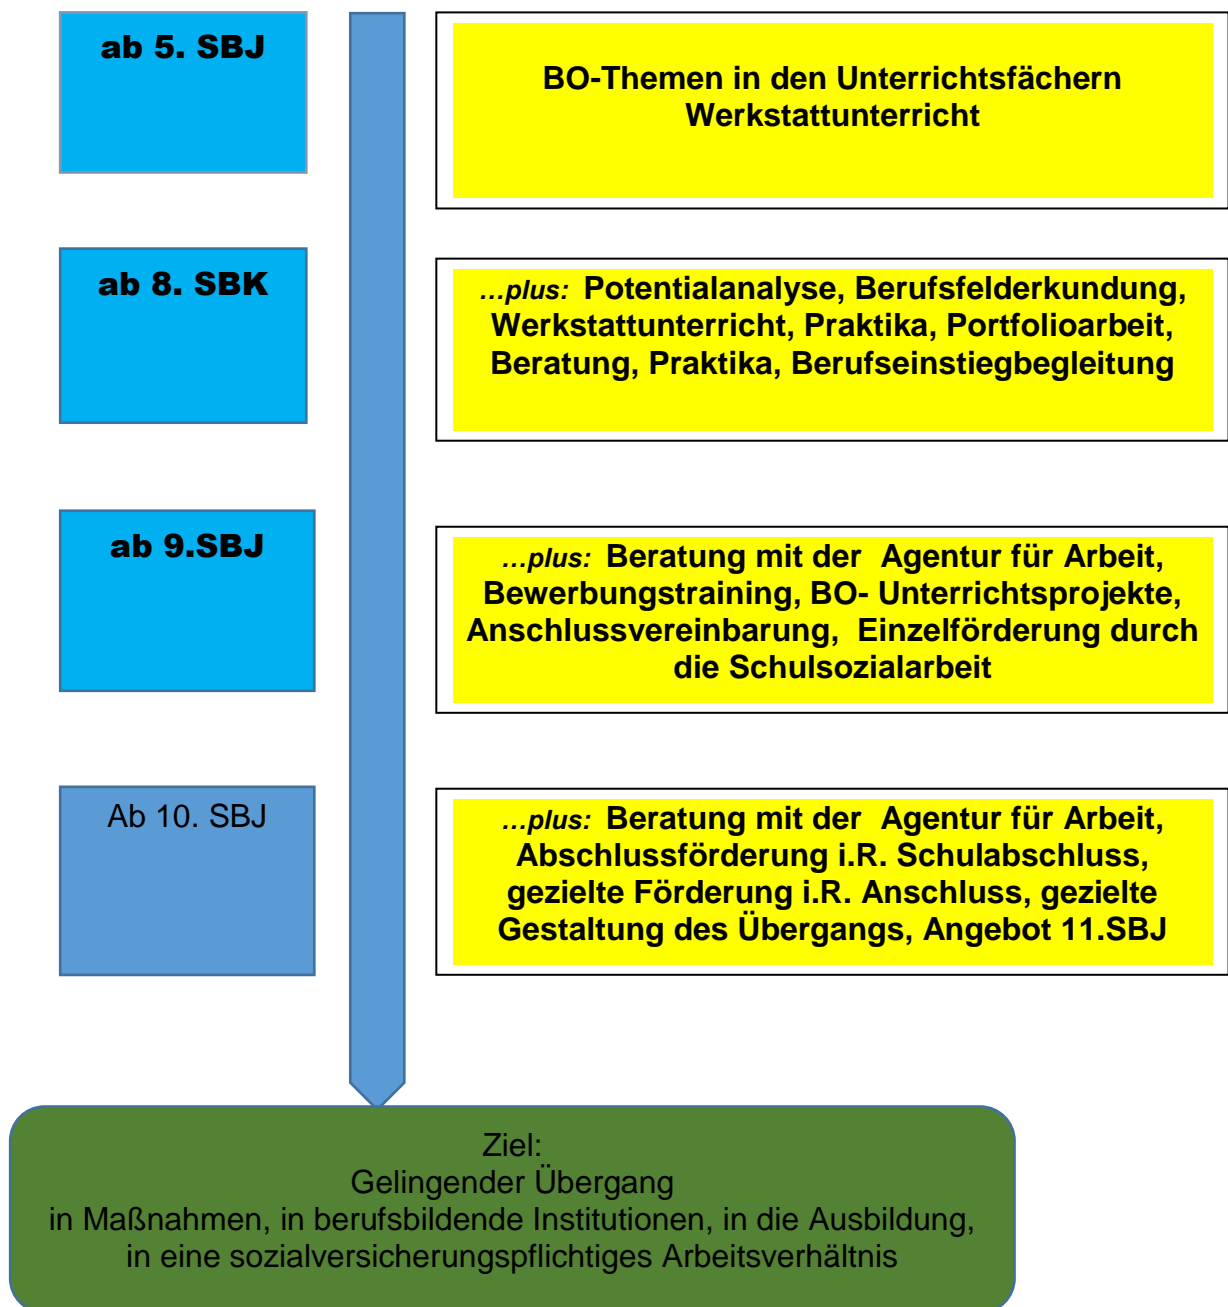 ab 5. SBJ
BO-Themen in den Unterrichtsfächern
Werkstattunterricht
ab 8. SBK
...plus: Potentialanalyse, Berufsfelderkundung,
Werkstattunterricht, Praktika, Portfolioarbeit,
Beratung, Praktika, Berufseinstiegbegleitung
ab 9.SBJ
...plus: Beratung mit der Agentur für Arbeit,
Bewerbungstraining, BO- Unterrichtsprojekte,
Anschlussvereinbarung, Einzelförderung durch
die Schulsozialarbeit
Ab 10. SBJ
...plus: Beratung mit der Agentur für Arbeit,
Abschlussförderung i.R. Schulabschluss,
gezielte Förderung i.R. Anschluss, gezielte
Gestaltung des Übergangs, Angebot 11.SBJ
Ziel:
Gelingender Übergang
in Maßnahmen, in berufsbildende Institutionen, in die Ausbildung,
in eine sozialversicherungspflichtiges Arbeitsverhältnis